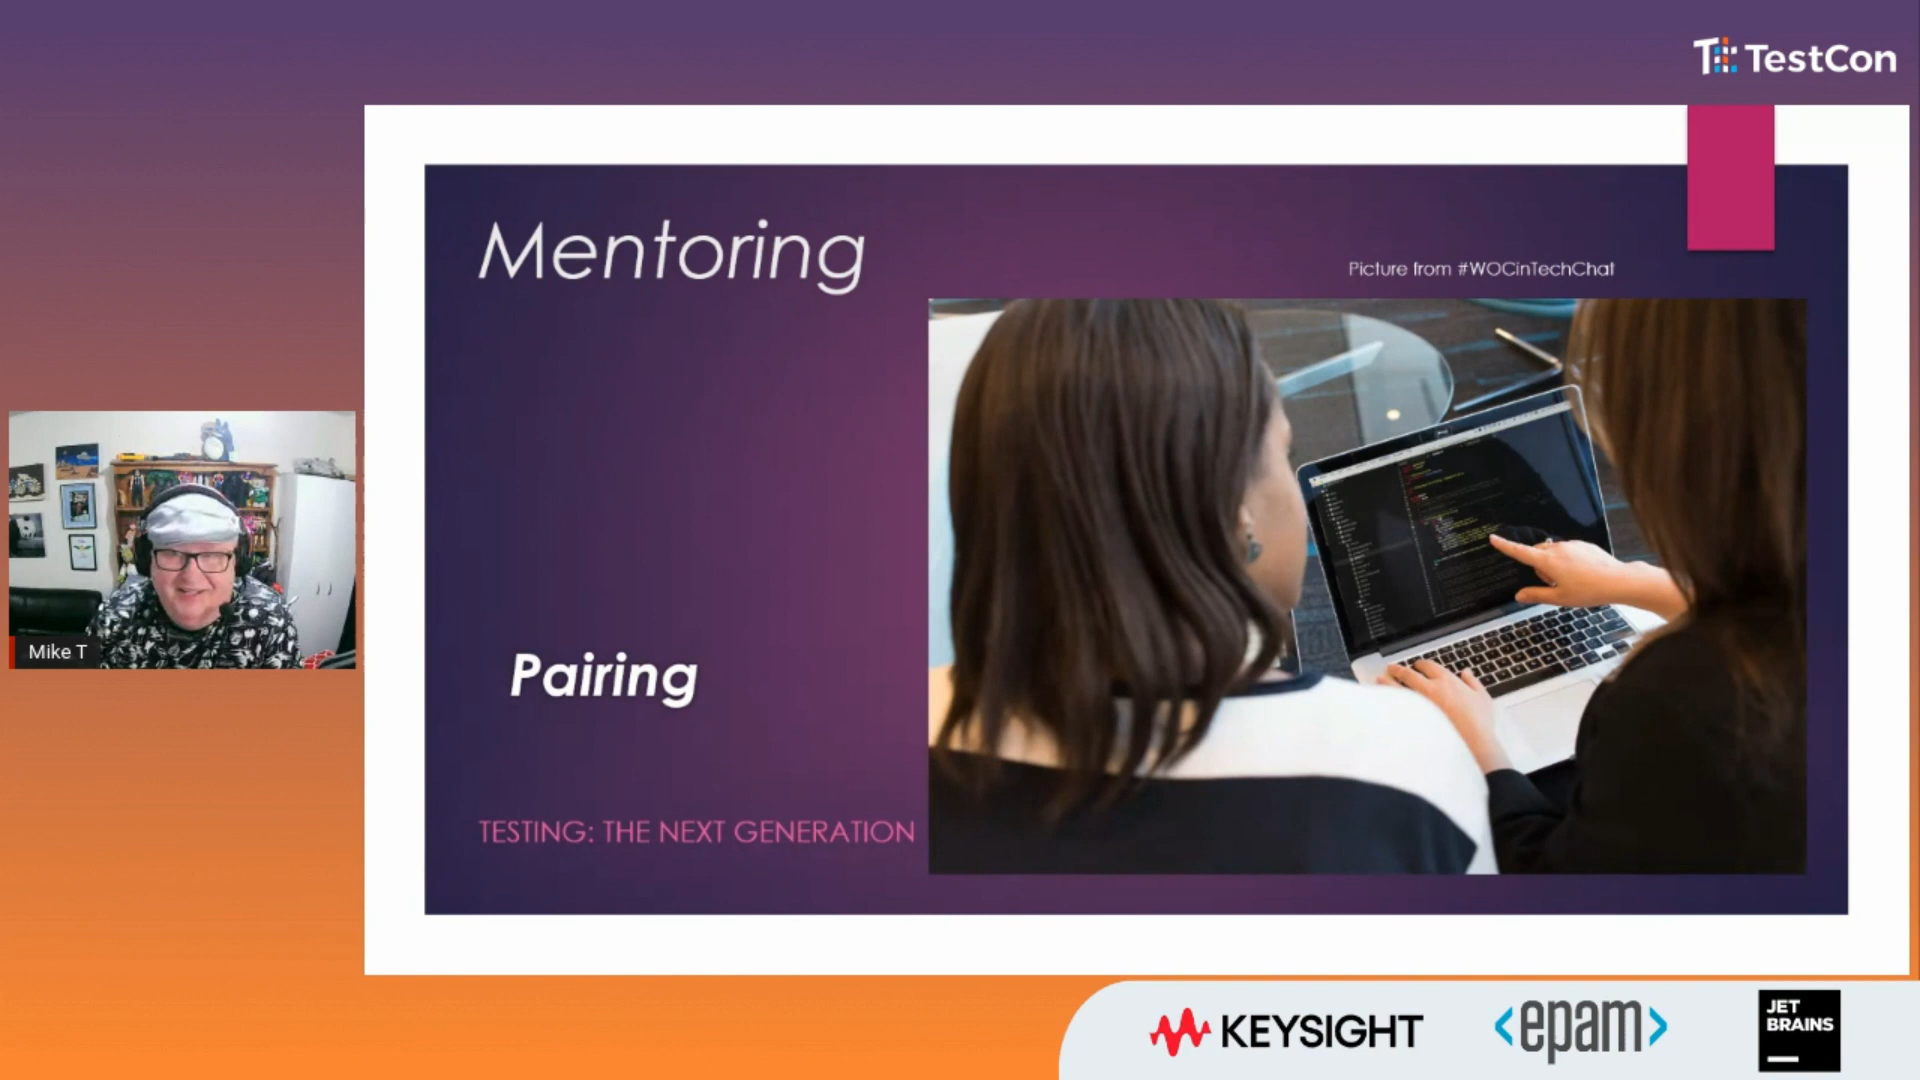 TestCon
Mentoring
Picture from #WOCinTechChat
Mike T
Pairing
TESTING: THE NEXT GENERATION
KEYSIGHT
<epam>
JET
BRAINS